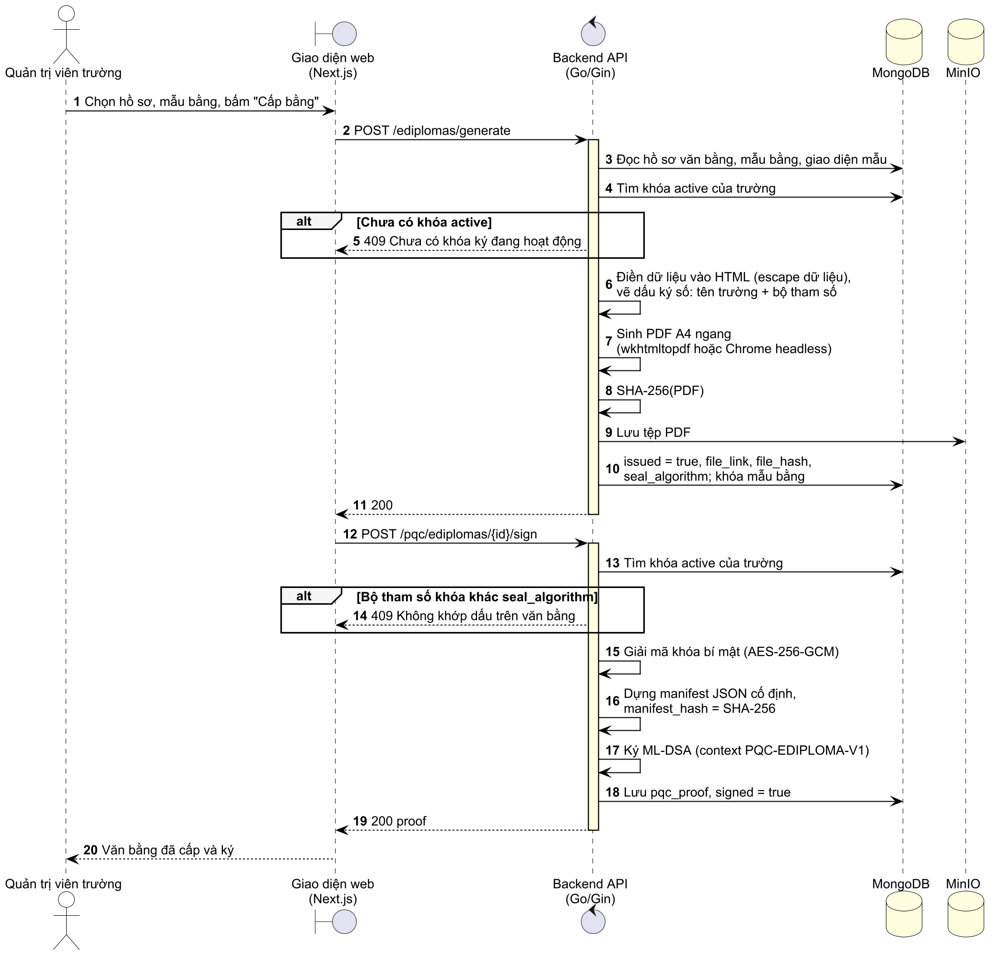 Quản trị viên trường
Giao diện web
(Next.js)
Backend API
(Go/Gin)
MongoDB
MinIO
1 Chọn hồ sơ, mẫu bằng, bấm "Cấp bằng"
2 POST /ediplomas/generate
3 Đọc hồ sơ văn bằng, mẫu bằng, giao diện mẫu
4 Tìm khóa active của trường
alt [Chưa có khóa active]
5 409 Chưa có khóa ký đang hoạt động
6 Điền dữ liệu vào HTML (escape dữ liệu),
vẽ dấu ký số: tên trường + bộ tham số
7 Sinh PDF A4 ngang
(wkhtmltopdf hoặc Chrome headless)
8 SHA-256(PDF)
9 Lưu tệp PDF
10 issued = true, file_link, file_hash,
seal_algorithm; khóa mẫu bằng
11 200
12 POST /pqc/ediplomas/{id}/sign
13 Tìm khóa active của trường
alt [Bộ tham số khóa khác seal_algorithm]
14 409 Không khớp dấu trên văn bằng
15 Giải mã khóa bí mật (AES-256-GCM)
16 Dựng manifest JSON cố định,
manifest_hash = SHA-256
17 Ký ML-DSA (context PQC-EDIPLOMA-V1)
18 Lưu pqc_proof, signed = true
19 200 proof
20 Văn bằng đã cấp và ký
Quản trị viên trường
Giao diện web
(Next.js)
Backend API
(Go/Gin)
MongoDB
MinIO